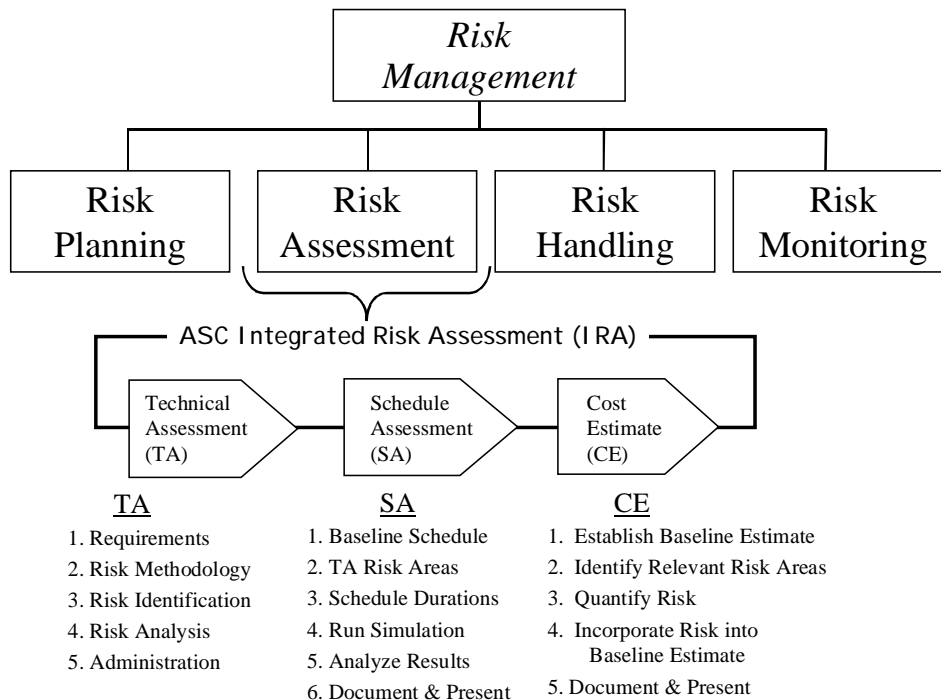 Risk
Management
Risk
Planning
Risk
Assessment
Risk
Handling
Risk
Monitoring
ASC Integrated Risk Assessment (IRA)
Technical
Assessment
(TA)
Schedule
Assessment
(SA)
Cost
Estimate
(CE)
TA
1. Requirements
2. Risk Methodology
3. Risk Identification
4. Risk Analysis
5. Administration
SA
1. Baseline Schedule
2. TA Risk Areas
3. Schedule Durations
4. Run Simulation
5. Analyze Results
6. Document & Present
CE
1. Establish Baseline Estimate
2. Identify Relevant Risk Areas
3. Quantify Risk
4. Incorporate Risk into
Baseline Estimate
5. Document & Present